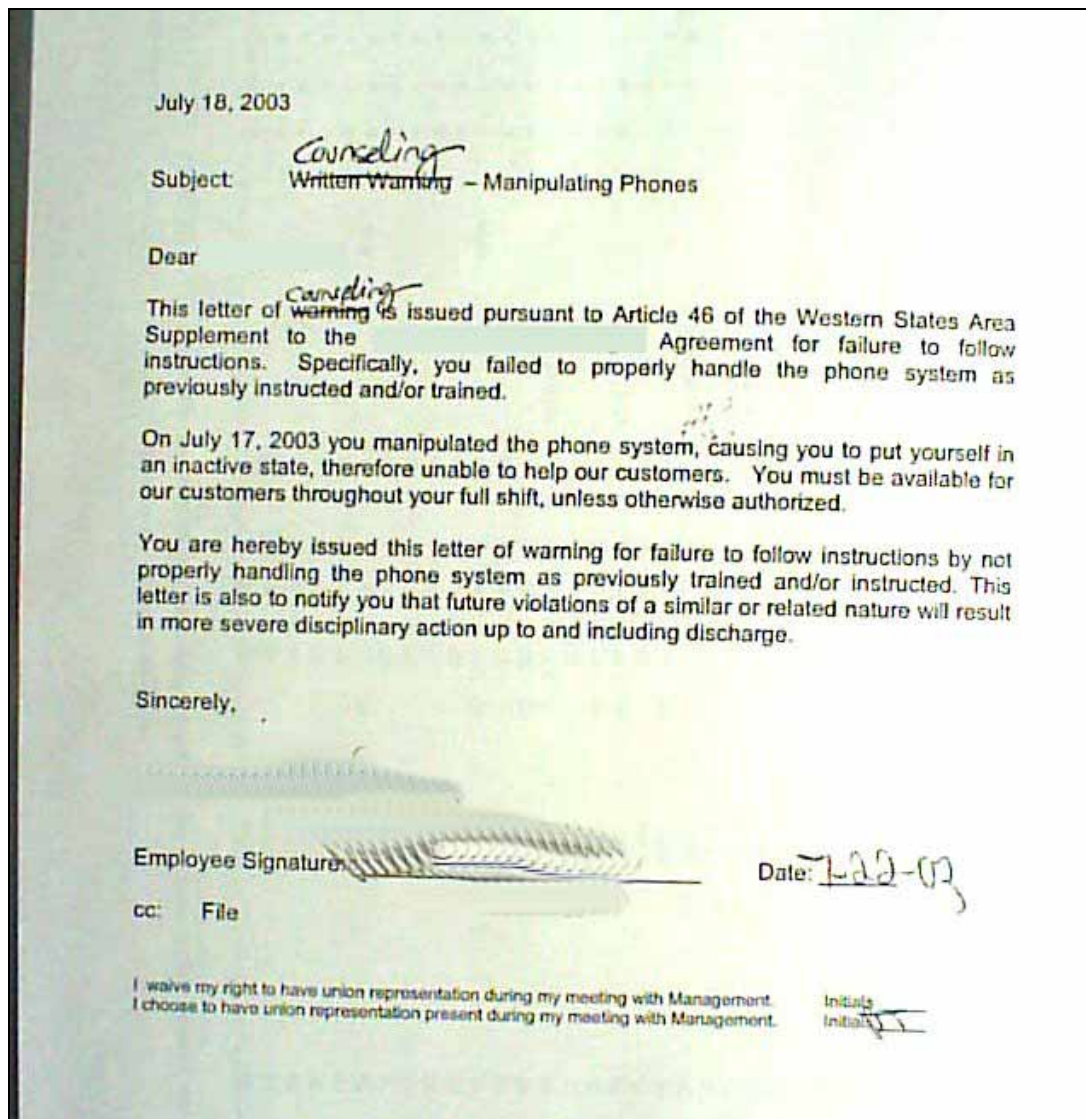 July 18, 2003
Counseling
Subject: Written Warning – Manipulating Phones
Dear
counseling
This letter of warning is issued pursuant to Article 46 of the Western States Area
Supplement to the Agreement for failure to follow
instructions. Specifically, you failed to properly handle the phone system as
previously instructed and/or trained.
On July 17, 2003 you manipulated the phone system, causing you to put yourself in
an inactive state, therefore unable to help our customers. You must be available for
our customers throughout your full shift, unless otherwise authorized.
You are hereby issued this letter of warning for failure to follow instructions by not
properly handling the phone system as previously trained and/or instructed. This
letter is also to notify you that future violations of a similar or related nature will result
in more severe disciplinary action up to and including discharge.
Sincerely,
Employee Signature Date: 7-22-03
cc: File
I waive my right to have union representation during my meeting with Management. Initials
I choose to have union representation present during my meeting with Management. Initials